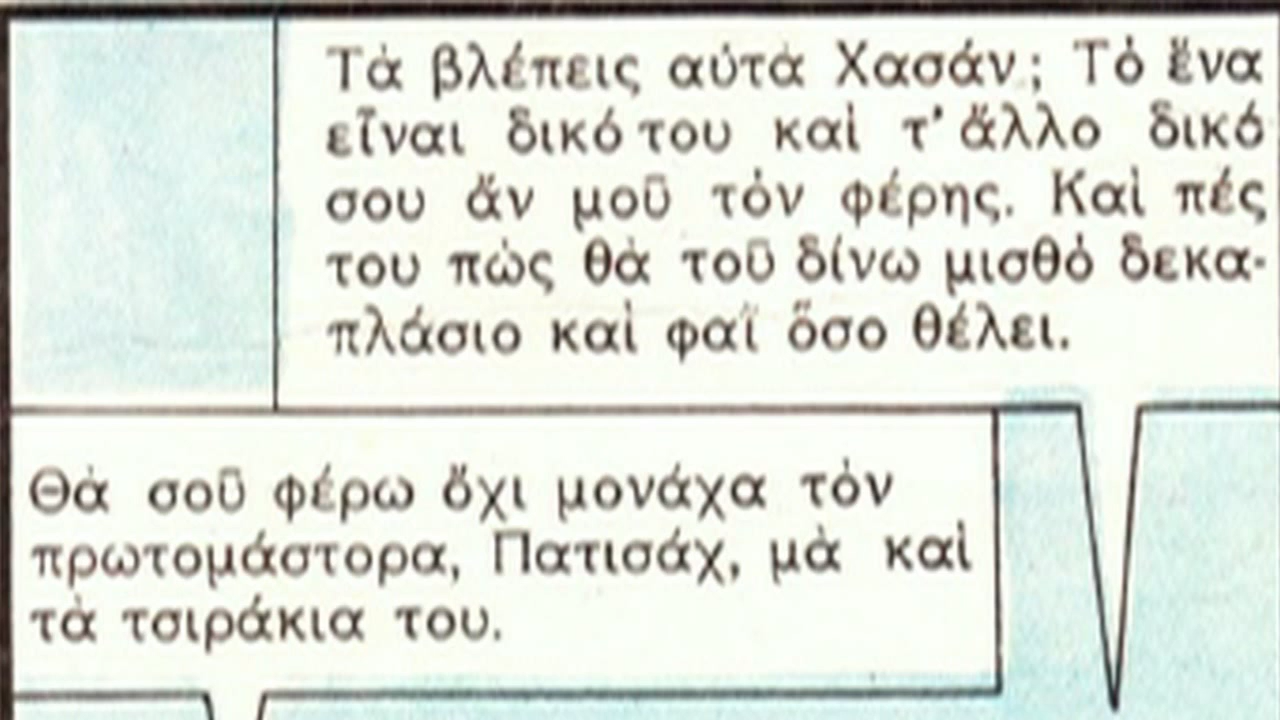 Τὰ βλέπεις αὐτὰ Χασάν; Τὸ ἕνα
εἶναι δικό του καὶ τ' ἄλλο δικό
σου ἄν μοῦ τὸν φέρης. Καὶ πές
του πὼς θὰ τοῦ δίνω μισθὸ δεκα-
πλάσιο καὶ φαΐ ὅσο θέλει.
Θὰ σοῦ φέρω ὄχι μονάχα τὸν
πρωτομάστορα, Πατισάχ, μὰ καὶ
τὰ τσιράκια του.